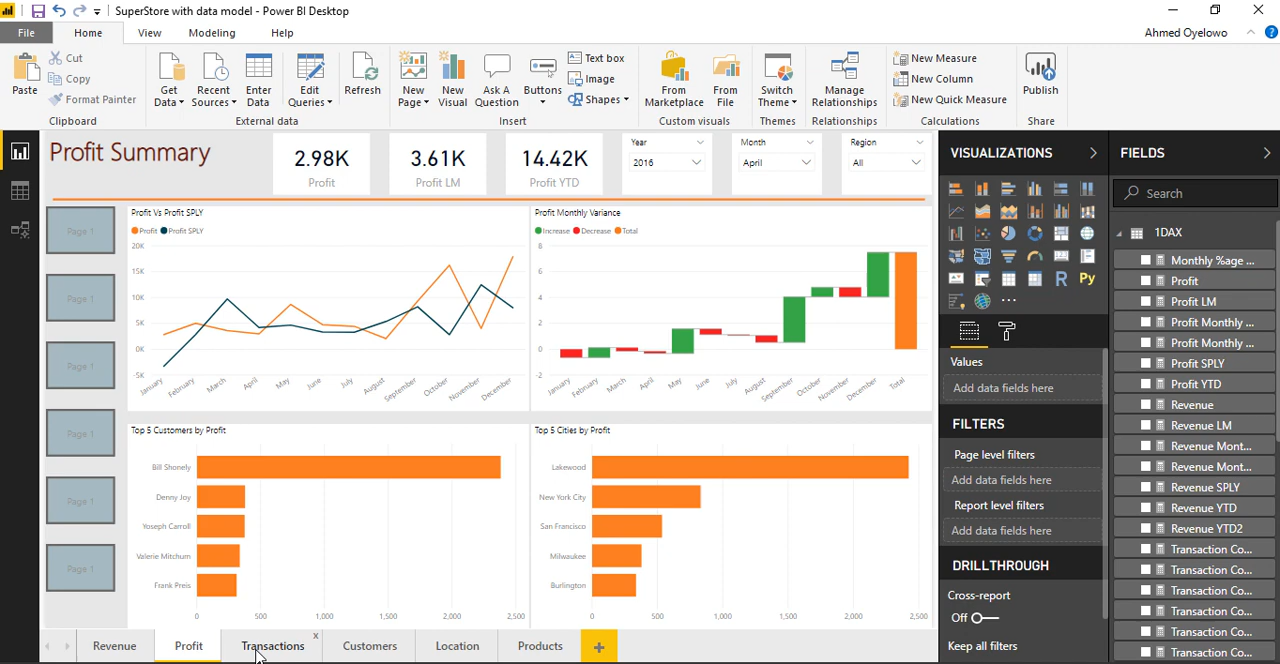 SuperStore with data model - Power BI Desktop
File
Home
View
Modeling
Help
Ahmed Oyelowo
?
Paste
Cut
Copy
Format Painter
Clipboard
Get Data
Recent Sources
Enter Data
Edit Queries
Refresh
External data
New Page
New Visual
Ask A Question
Buttons
Text box
Image
Shapes
Insert
From Marketplace
From File
Custom visuals
Switch Theme
Themes
Manage Relationships
Relationships
New Measure
New Column
New Quick Measure
Calculations
Publish
Share
Profit Summary
2.98K
Profit
3.61K
Profit LM
14.42K
Profit YTD
Year
2016
Month
April
Region
All
Page 1
Page 1
Page 1
Page 1
Page 1
Page 1
Profit Vs Profit SPLY
Profit Profit SPLY
20K
15K
10K
5K
0K
-5K
January
February
March
April
May
June
July
August
September
October
November
December
Profit Monthly Variance
Increase Decrease Total
8
6
4
2
0
-2
January
February
March
April
May
June
July
August
September
October
November
December
Total
Top 5 Customers by Profit
Bill Shonely
Denny Joy
Yoseph Carroll
Valerie Mitchum
Frank Preis
0 500 1,000 1,500 2,000 2,500
Top 5 Cities by Profit
Lakewood
New York City
San Francisco
Milwaukee
Burlington
0 500 1,000 1,500 2,000 2,500
Revenue
Profit
Transactions
x
Customers
Location
Products
+
VISUALIZATIONS
R
Py
Values
Add data fields here
FILTERS
Page level filters
Add data fields here
Report level filters
Add data fields here
DRILLTHROUGH
Cross-report
Off
Keep all filters
FIELDS
Search
1DAX
Monthly %age ...
Profit
Profit LM
Profit Monthly ...
Profit Monthly ...
Profit SPLY
Profit YTD
Revenue
Revenue LM
Revenue Mont...
Revenue Mont...
Revenue SPLY
Revenue YTD
Revenue YTD2
Transaction Co...
Transaction Co...
Transaction Co...
Transaction Co...
Transaction Co...
Transaction Co...